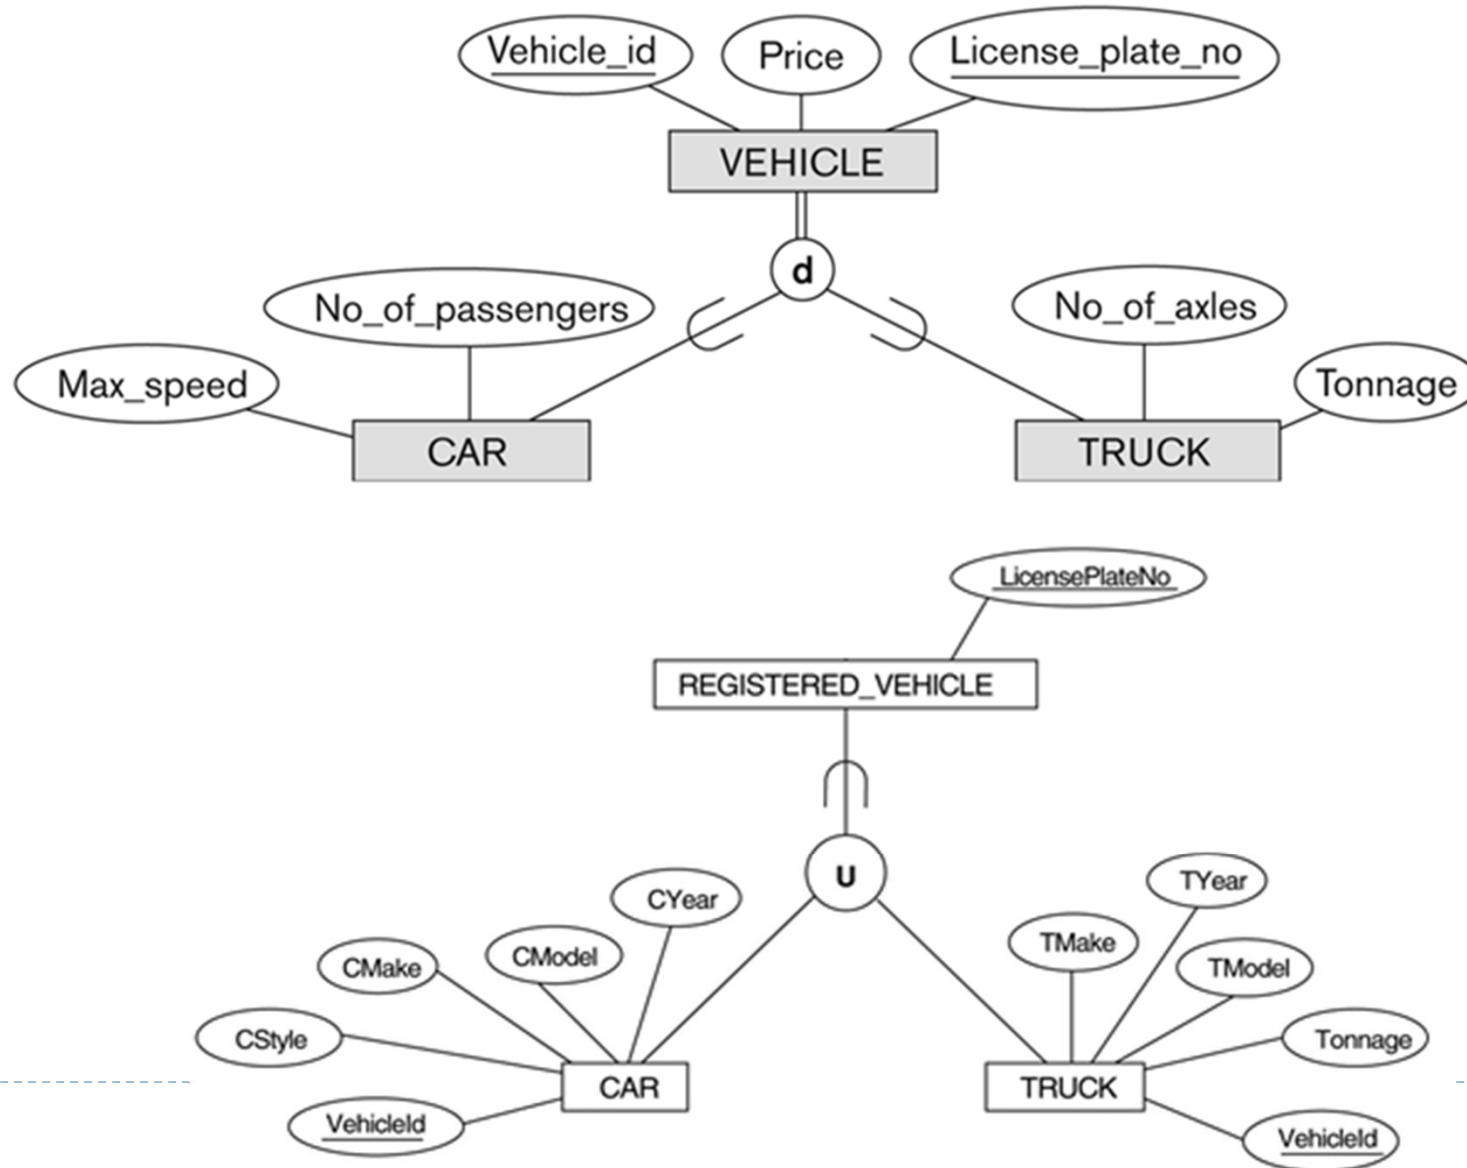 Vehicle_id
Price
License_plate_no
VEHICLE
d
No_of_passengers
No_of_axles
Max_speed
Tonnage
CAR
TRUCK
LicensePlateNo
REGISTERED_VEHICLE
U
CYear
TYear
CMake
CModel
TMake
TModel
CStyle
Tonnage
CAR
TRUCK
VehicleId
VehicleId